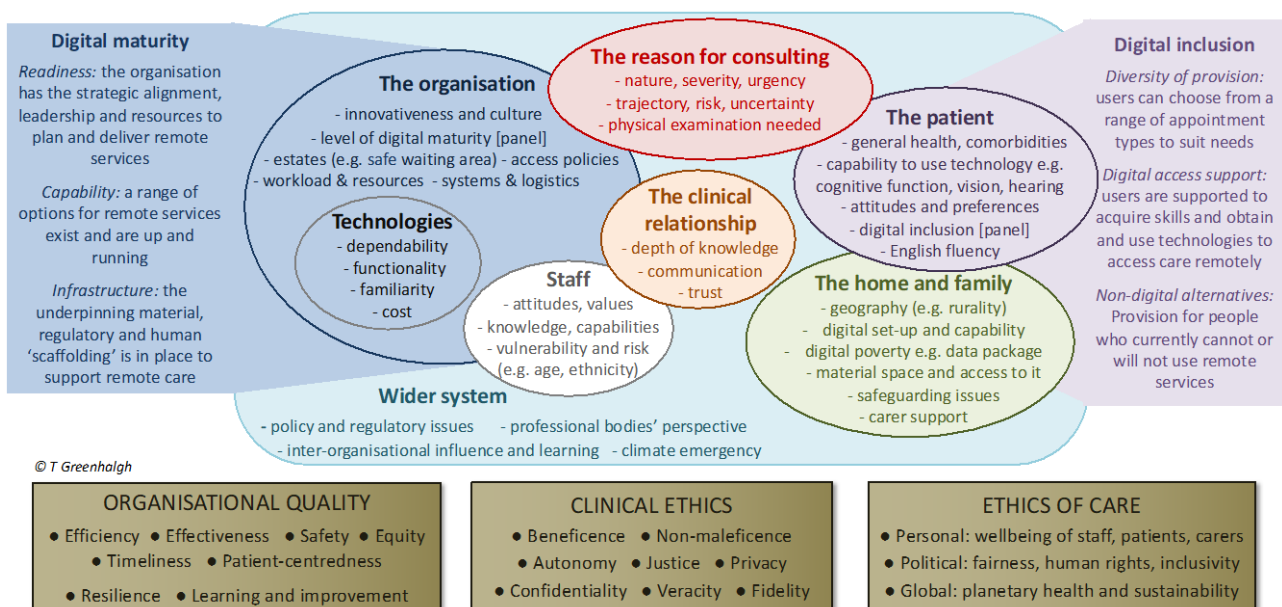 Digital maturity
Readiness: the organisation
has the strategic alignment,
leadership and resources to
plan and deliver remote
services
Capability: a range of
options for remote services
exist and are up and
running
Infrastructure: the
underpinning material,
regulatory and human
‘scaffolding’ is in place to
support remote care
The organisation
- innovativeness and culture
- level of digital maturity [panel]
- estates (e.g. safe waiting area) - access policies
- workload & resources - systems & logistics
Technologies
- dependability
- functionality
- familiarity
- cost
The reason for consulting
- nature, severity, urgency
- trajectory, risk, uncertainty
- physical examination needed
The clinical
relationship
- depth of knowledge
- communication
- trust
Staff
- attitudes, values
- knowledge, capabilities
- vulnerability and risk
(e.g. age, ethnicity)
The patient
- general health, comorbidities
- capability to use technology e.g.
cognitive function, vision, hearing
- attitudes and preferences
- digital inclusion [panel]
- English fluency
The home and family
- geography (e.g. rurality)
- digital set-up and capability
- digital poverty e.g. data package
- material space and access to it
- safeguarding issues
- carer support
Digital inclusion
Diversity of provision:
users can choose from a
range of appointment
types to suit needs
Digital access support:
users are supported to
acquire skills and obtain
and use technologies to
access care remotely
Non-digital alternatives:
Provision for people
who currently cannot or
will not use remote
services
Wider system
- policy and regulatory issues - professional bodies’ perspective
- inter-organisational influence and learning - climate emergency
© T Greenhalgh
ORGANISATIONAL QUALITY
● Efficiency ● Effectiveness ● Safety ● Equity
● Timeliness ● Patient-centredness
● Resilience ● Learning and improvement
CLINICAL ETHICS
● Beneficence ● Non-maleficence
● Autonomy ● Justice ● Privacy
● Confidentiality ● Veracity ● Fidelity
ETHICS OF CARE
● Personal: wellbeing of staff, patients, carers
● Political: fairness, human rights, inclusivity
● Global: planetary health and sustainability